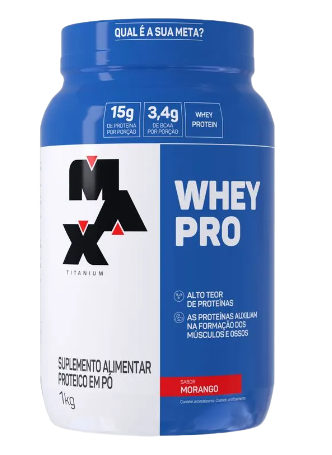 QUAL É A SUA META?
15g
DE PROTEÍNA
POR PORÇÃO
3,4g
DE BCAA
POR PORÇÃO
WHEY
PROTEIN
MAX
TITANIUM
WHEY
PRO
ALTO TEOR
DE PROTEÍNAS
AS PROTEÍNAS AUXILIAM
NA FORMAÇÃO DOS
MÚSCULOS E OSSOS
SUPLEMENTO ALIMENTAR
PROTEICO EM PÓ
1kg
SABOR
MORANGO